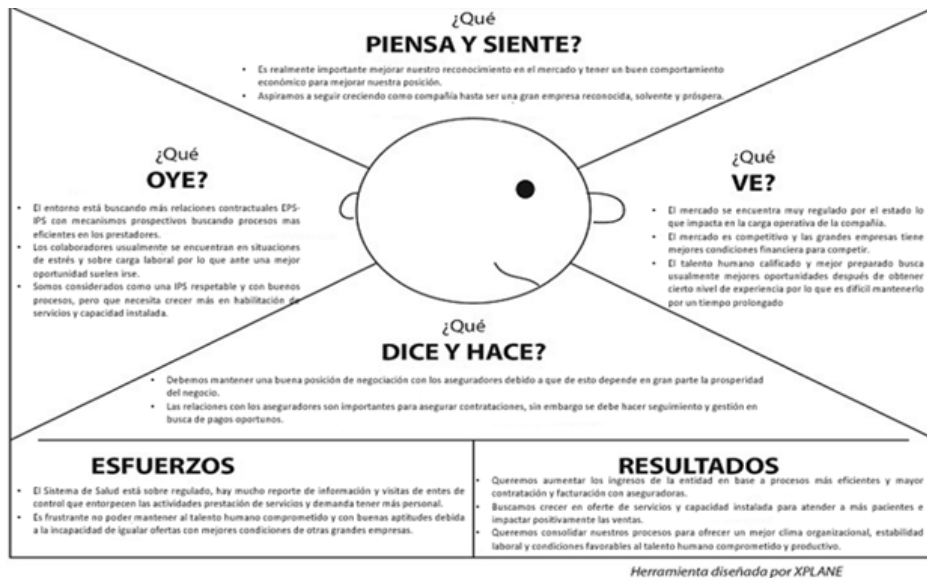 ¿Qué
PIENSA Y SIENTE?
• Es realmente importante mejorar nuestro reconocimiento en el mercado y tener un buen comportamiento
económico para mejorar nuestra posición.
• Aspiramos a seguir creciendo como compañía hasta ser una gran empresa reconocida, solvente y próspera.
¿Qué
OYE?
• El entorno está buscando más relaciones contractuales EPS-
IPS con mecanismos prospectivos buscando procesos mas
eficientes en los prestadores.
• Los colaboradores usualmente se encuentran en situaciones
de estrés y sobre carga laboral por lo que ante una mejor
oportunidad suelen irse.
• Somos considerados como una IPS respetable y con buenos
procesos, pero que necesita crecer más en habilitación de
servicios y capacidad instalada.
¿Qué
VE?
• El mercado se encuentra muy regulado por el estado lo
que impacta en la carga operativa de la compañía.
• El mercado es competitivo y las grandes empresas tiene
mejores condiciones financiera para competir.
• El talento humano calificado y mejor preparado busca
usualmente mejores oportunidades después de obtener
cierto nivel de experiencia por lo que es difícil mantenerlo
por un tiempo prolongado
¿Qué
DICE Y HACE?
• Debemos mantener una buena posición de negociación con los aseguradores debido a que de esto depende en gran parte la prosperidad
del negocio.
• Las relaciones con los aseguradores son importantes para asegurar contrataciones, sin embargo se debe hacer seguimiento y gestión en
busca de pagos oportunos.
ESFUERZOS
• El Sistema de Salud está sobre regulado, hay mucho reporte de información y visitas de entes de
control que entorpecen las actividades prestación de servicios y demanda tener más personal.
• Es frustrante no poder mantener al talento humano comprometido y con buenas aptitudes debida
a la incapacidad de igualar ofertas con mejores condiciones de otras grandes empresas.
RESULTADOS
• Queremos aumentar los ingresos de la entidad en base a procesos más eficientes y mayor
contratación y facturación con aseguradoras.
• Buscamos crecer en oferta de servicios y capacidad instalada para atender a más pacientes e
impactar positivamente las ventas.
• Queremos consolidar nuestros procesos para ofrecer un mejor clima organizacional, estabilidad
laboral y condiciones favorables al talento humano comprometido y productivo.
Herramienta diseñada por XPLANE